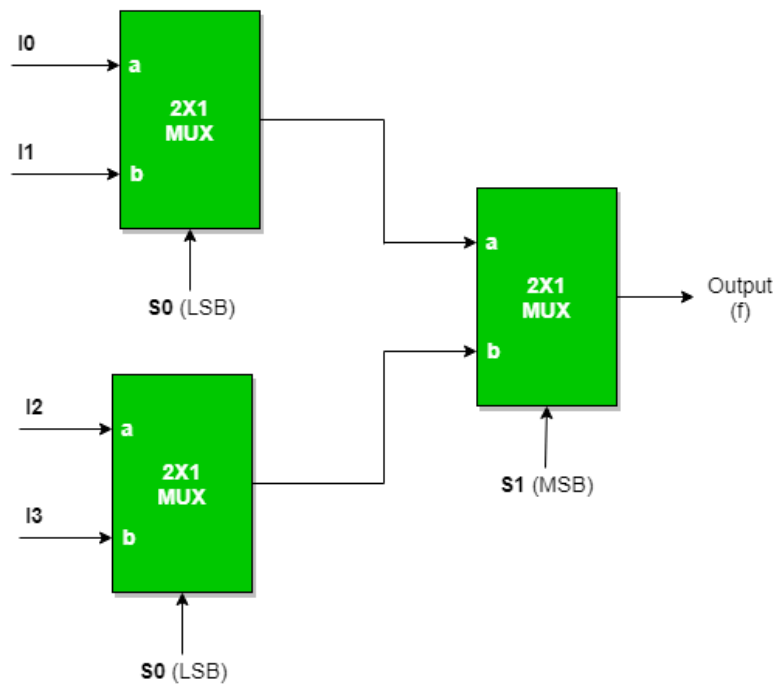 I0
a
2X1
MUX
I1
b
S0 (LSB)
a
2X1
MUX
b
Output
(f)
S1 (MSB)
I2
a
2X1
MUX
I3
b
S0 (LSB)